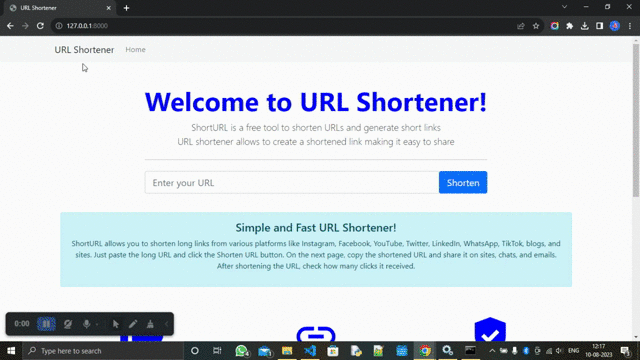 URL Shortener
127.0.0.1:8000
URL Shortener Home
Welcome to URL Shortener!
ShortURL is a free tool to shorten URLs and generate short links
URL shortener allows to create a shortened link making it easy to share
Enter your URL Shorten
Simple and Fast URL Shortener!
ShortURL allows you to shorten long links from various platforms like Instagram, Facebook, YouTube, Twitter, LinkedIn, WhatsApp, TikTok, blogs, and
sites. Just paste the long URL and click the Shorten URL button. On the next page, copy the shortened URL and share it on sites, chats, and emails.
After shortening the URL, check how many clicks it received.
0:00
Type here to search
ENG
12:17
10-08-2023